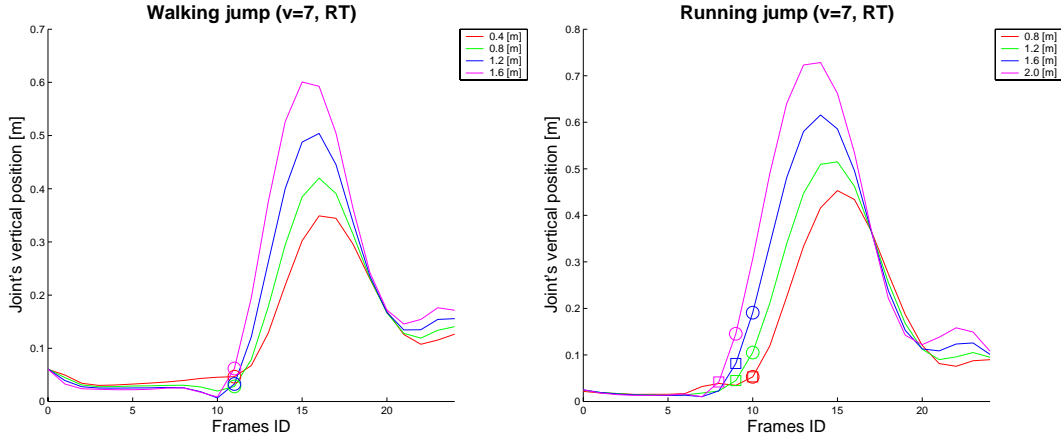 Walking jump (v=7, RT)
0.7
0.6
0.5
0.4
0.3
0.2
0.1
0
Joint's vertical position [m]
0 5 10 15 20
Frames ID
0.4 [m]
0.8 [m]
1.2 [m]
1.6 [m]
Running jump (v=7, RT)
0.8
0.7
0.6
0.5
0.4
0.3
0.2
0.1
0
Joint's vertical position [m]
0 5 10 15 20
Frames ID
0.8 [m]
1.2 [m]
1.6 [m]
2.0 [m]